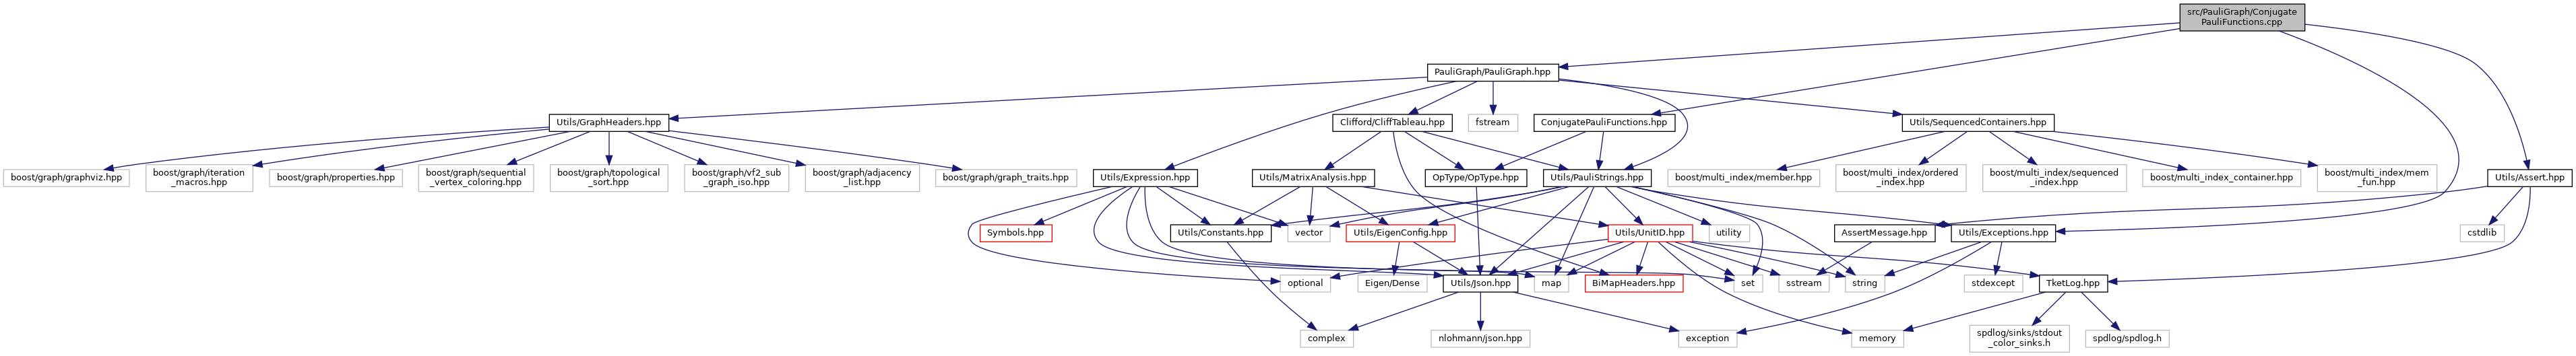 src/PauliGraph/Conjugate
PauliFunctions.cpp
PauliGraph/PauliGraph.hpp
Utils/GraphHeaders.hpp
Clifford/CliffTableau.hpp
fstream
ConjugatePauliFunctions.hpp
Utils/SequencedContainers.hpp
boost/graph/graphviz.hpp
boost/graph/iteration
_macros.hpp
boost/graph/properties.hpp
boost/graph/sequential
_vertex_coloring.hpp
boost/graph/topological
_sort.hpp
boost/graph/vf2_sub
_graph_iso.hpp
boost/graph/adjacency
_list.hpp
boost/graph/graph_traits.hpp
Utils/Expression.hpp
Utils/MatrixAnalysis.hpp
OpType/OpType.hpp
Utils/PauliStrings.hpp
boost/multi_index/member.hpp
boost/multi_index/ordered
_index.hpp
boost/multi_index/sequenced
_index.hpp
boost/multi_index_container.hpp
boost/multi_index/mem
_fun.hpp
Utils/Assert.hpp
Symbols.hpp
Utils/Constants.hpp
vector
Utils/EigenConfig.hpp
Utils/UnitID.hpp
utility
AssertMessage.hpp
Utils/Exceptions.hpp
cstdlib
optional
Eigen/Dense
Utils/Json.hpp
map
BiMapHeaders.hpp
set
sstream
string
stdexcept
TketLog.hpp
complex
nlohmann/json.hpp
exception
memory
spdlog/sinks/stdout
_color_sinks.h
spdlog/spdlog.h